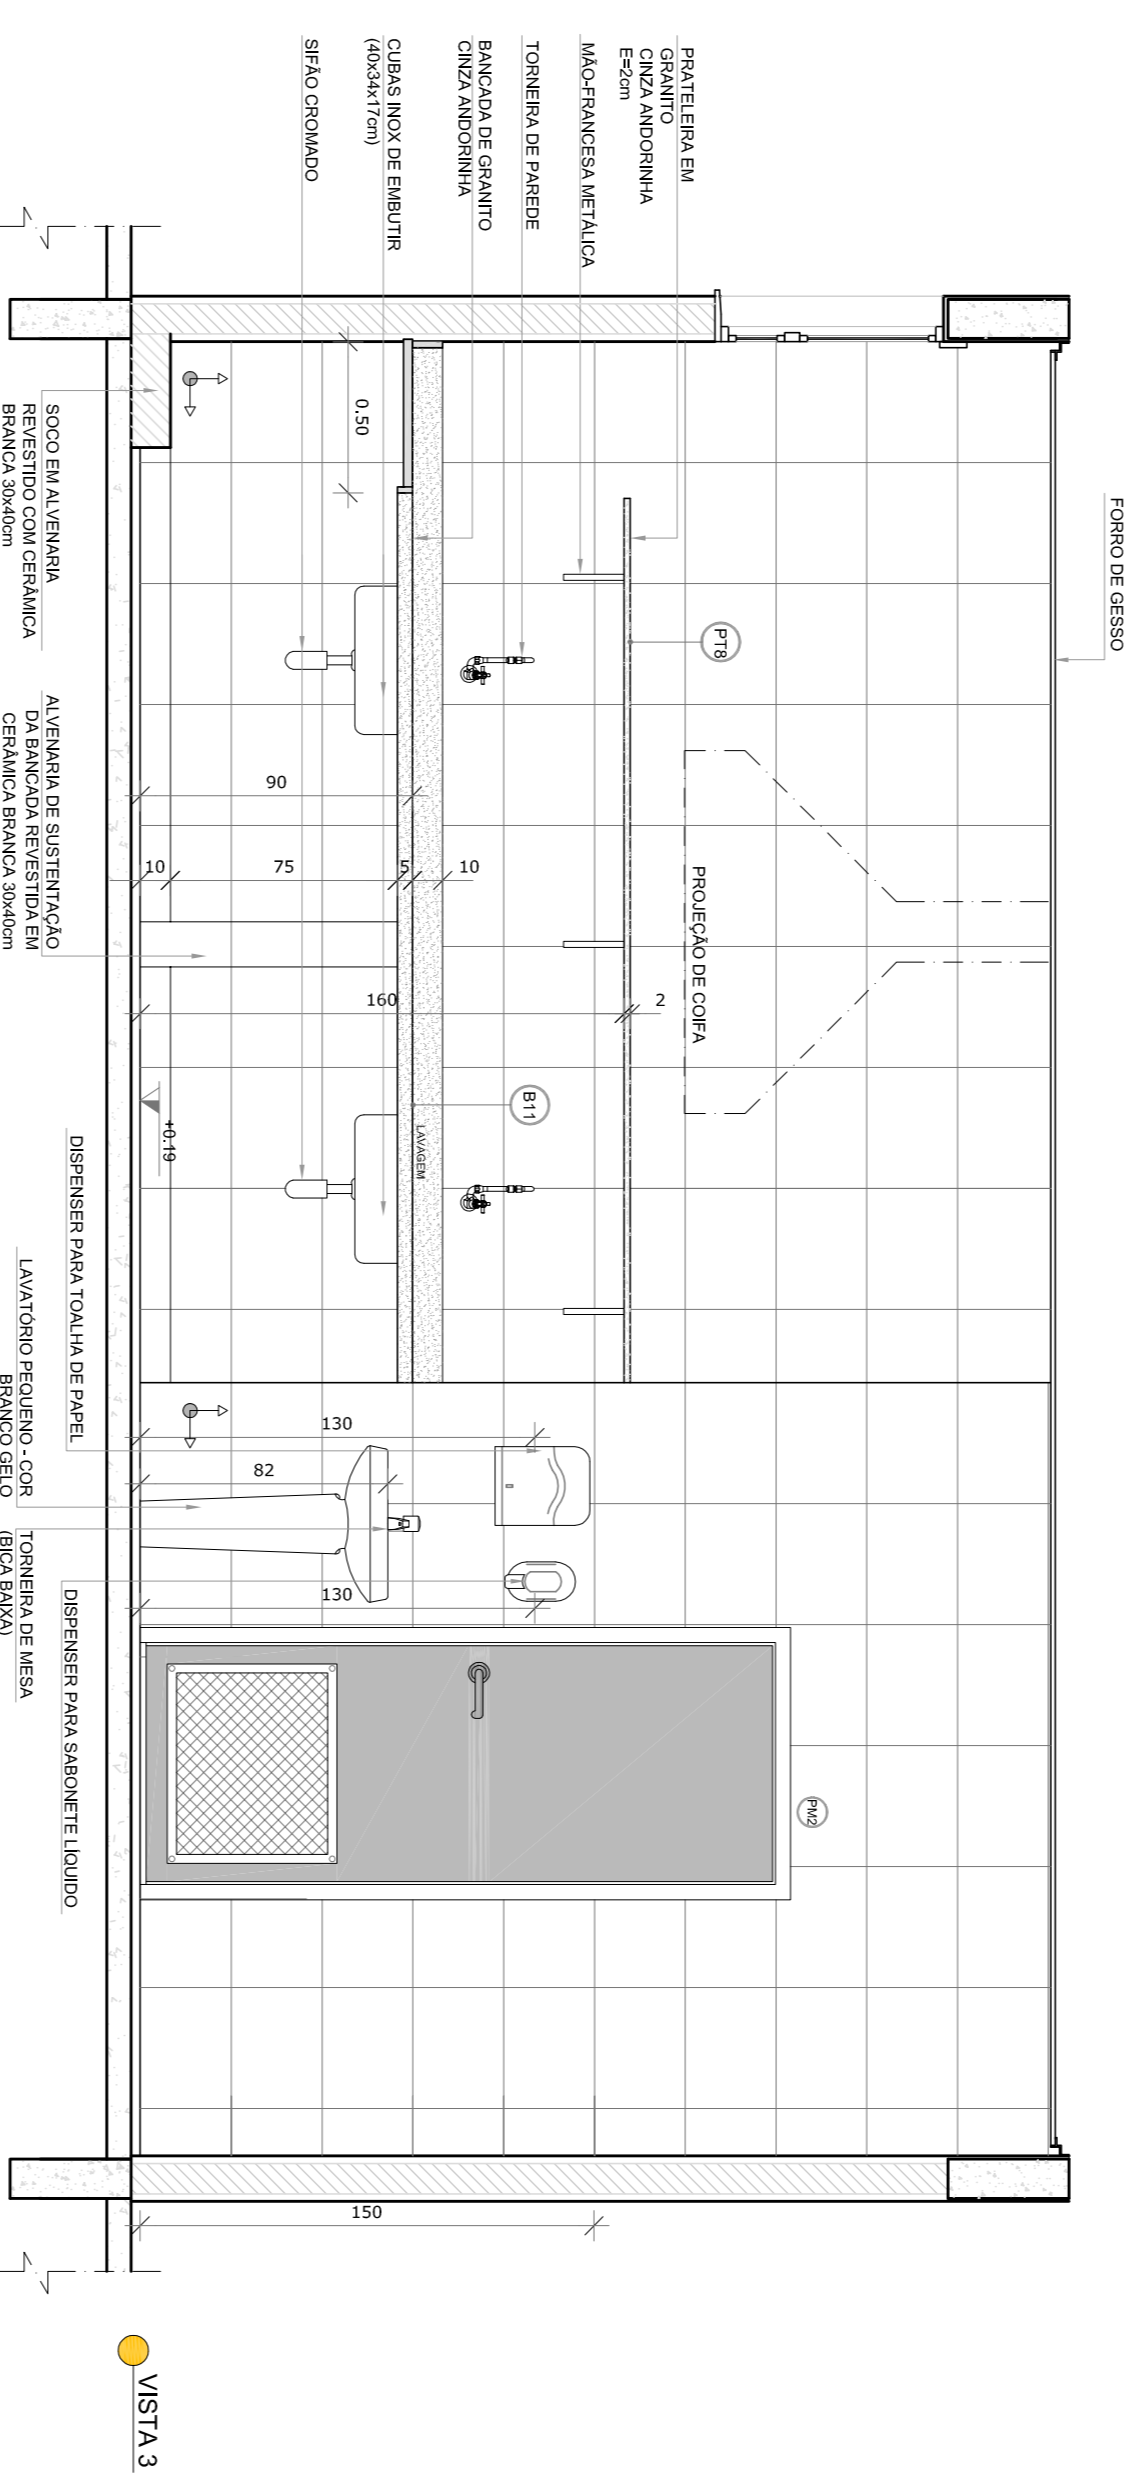 FORRO DE GESSO
PRATELEIRA EM
GRANITO
CINZA ANDORINHA
E=2cm
MÃO-FRANCESA METÁLICA
TORNEIRA DE PAREDE
BANCADA DE GRANITO
CINZA ANDORINHA
CUBAS INOX DE EMBUTIR
(40x34x17cm)
SIFÃO CROMADO
PT8
PROJEÇÃO DE COIFA
PM2
B11
LAVAGEM
0.50
90
10
75
5
10
160
2
+0.19
130
82
130
150
SOCO EM ALVENARIA
REVESTIDO COM CERÂMICA
BRANCA 30x40cm
ALVENARIA DE SUSTENTAÇÃO
DA BANCADA REVESTIDA EM
CERÂMICA BRANCA 30x40cm
DISPENSER PARA TOALHA DE PAPEL
LAVATÓRIO PEQUENO - COR
BRANCO GELO
TORNEIRA DE MESA
(BICA BAIXA)
DISPENSER PARA SABONETE LÍQUIDO
VISTA 3